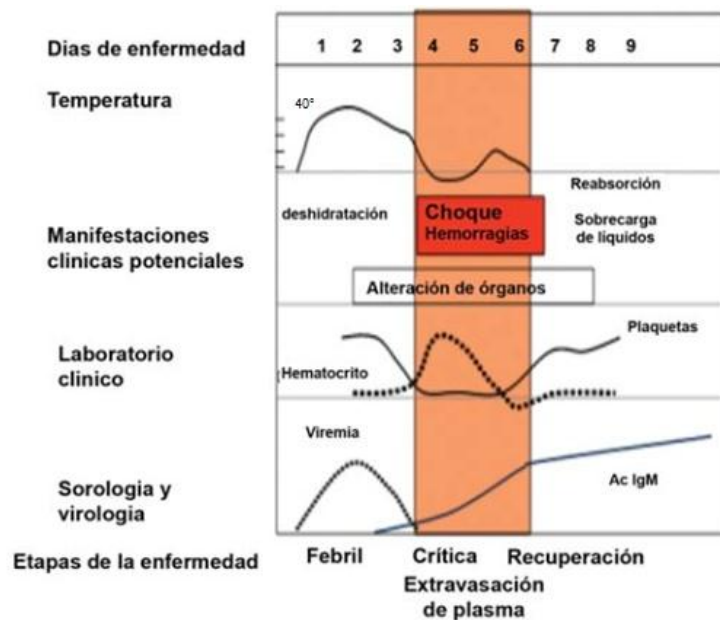 Dias de enfermedad
1 2 3 4 5 6 7 8 9
Temperatura
40°
Reabsorción
deshidratación
Choque
Hemorragias
Sobrecarga
de líquidos
Manifestaciones
clinicas potenciales
Alteración de órganos
Plaquetas
Laboratorio
clinico
Hematocrito
Viremia
Ac IgM
Sorologia y
virologia
Etapas de la enfermedad
Febril
Crítica
Recuperación
Extravasación
de plasma